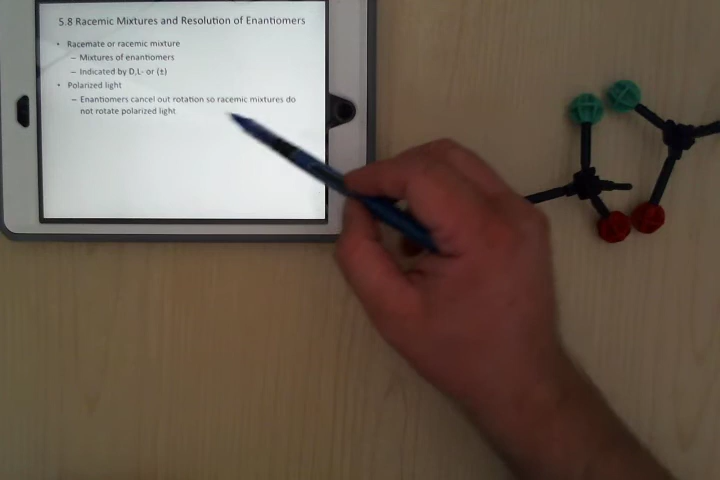 5.8 Racemic Mixtures and Resolution of Enantiomers
• Racemate or racemic mixture
– Mixtures of enantiomers
– Indicated by D,L- or (±)
• Polarized light
– Enantiomers cancel out rotation so racemic mixtures do
not rotate polarized light